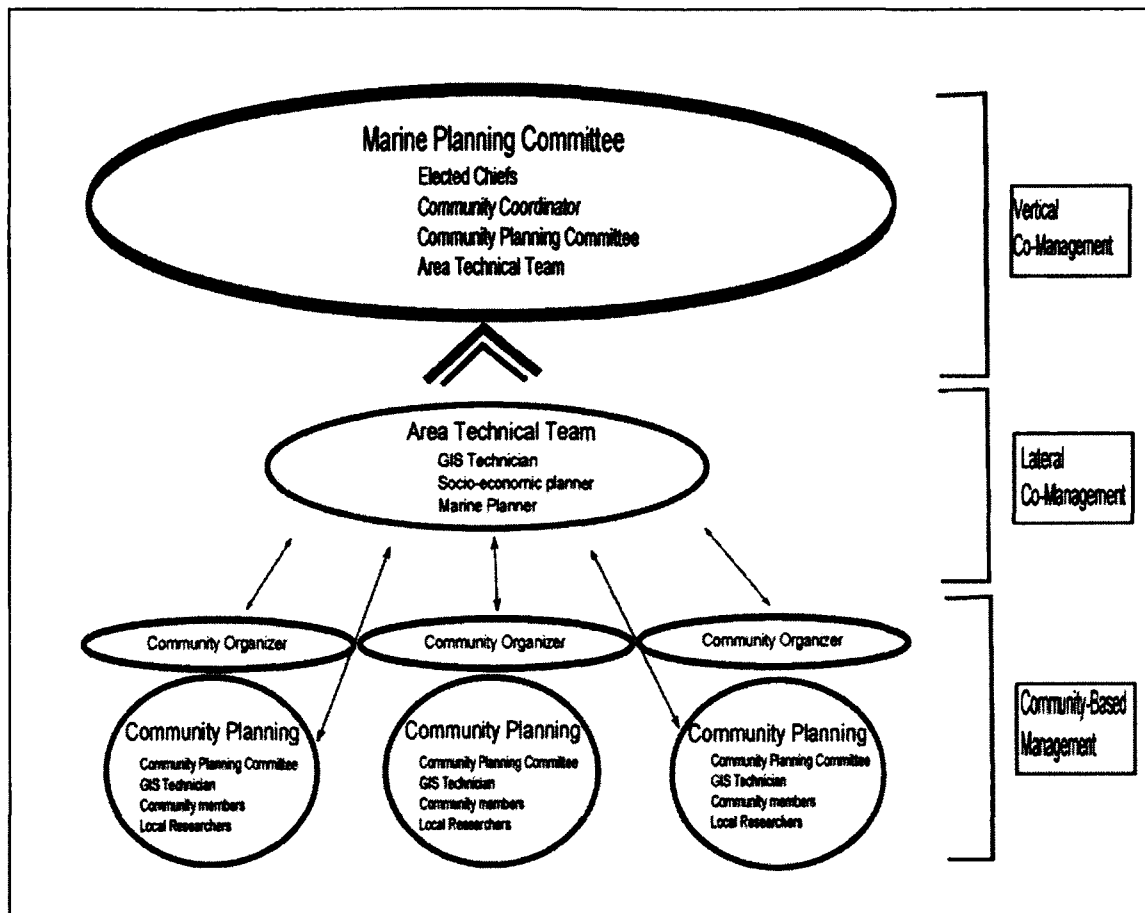 Marine Planning Committee
Elected Chiefs
Community Coordinator
Community Planning Committee
Area Technical Team
Vertical
Co-Management
Area Technical Team
GIS Technician
Socio-economic planner
Marine Planner
Lateral
Co-Management
Community Organizer
Community Organizer
Community Organizer
Community Planning
Community Planning Committee
GIS Technician
Community members
Local Researchers
Community Planning
Community Planning Committee
GIS Technician
Community members
Local Researchers
Community Planning
Community Planning Committee
GIS Technician
Community members
Local Researchers
Community-Based
Management